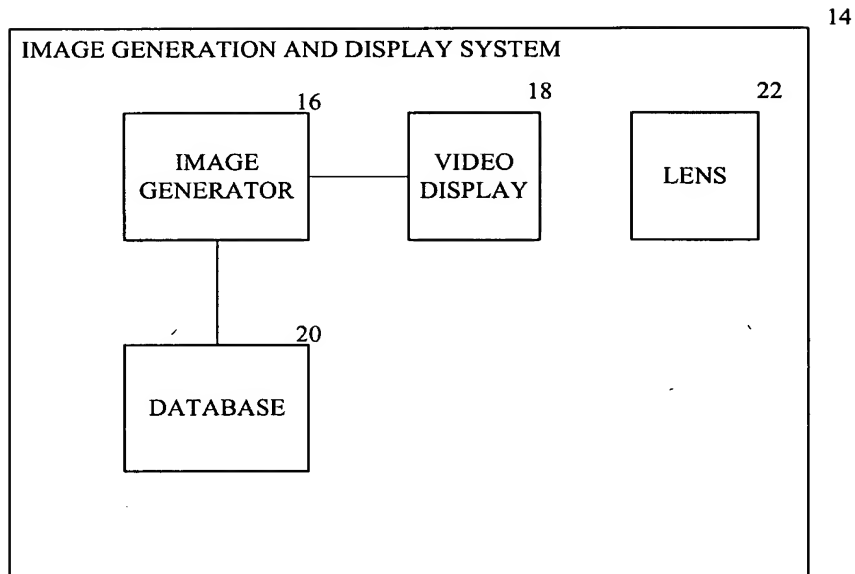 14
IMAGE GENERATION AND DISPLAY SYSTEM
16
18
22
IMAGE
GENERATOR
VIDEO
DISPLAY
LENS
20
DATABASE